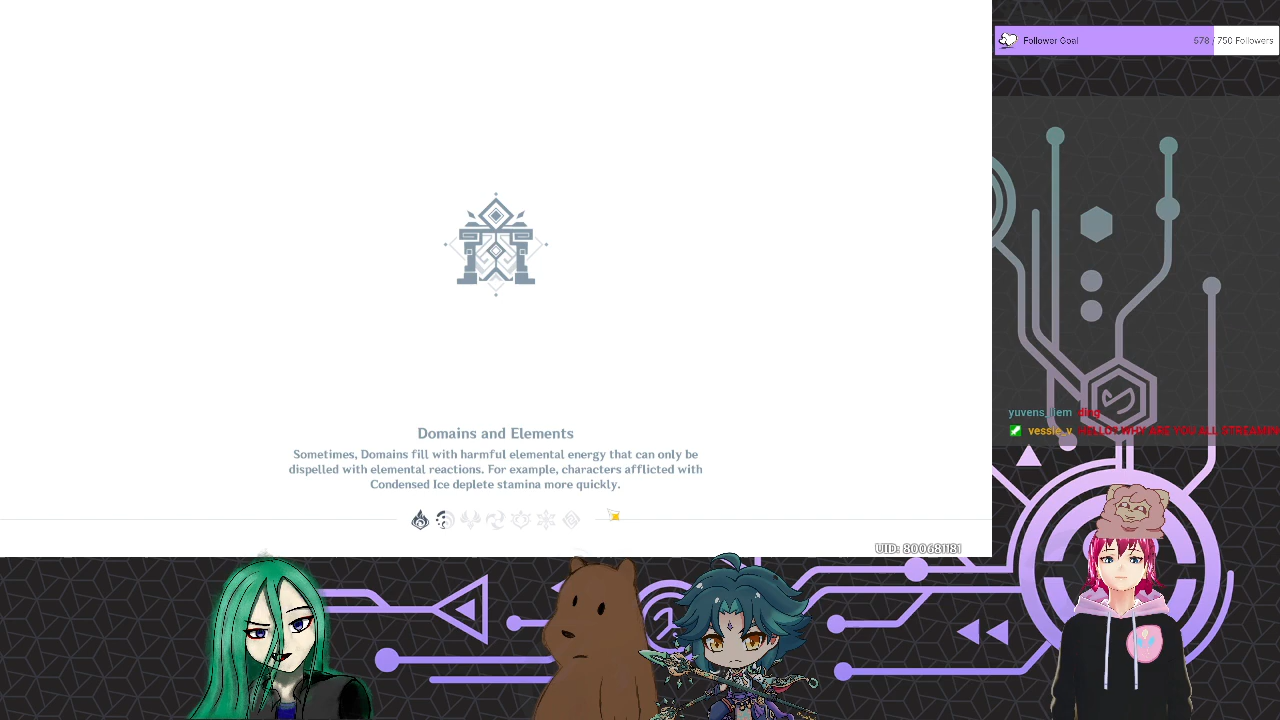 Follower Goal
578 / 750 Followers
Domains and Elements
Sometimes, Domains fill with harmful elemental energy that can only be
dispelled with elemental reactions. For example, characters afflicted with
Condensed Ice deplete stamina more quickly.
UID: 800681181
yuvens_liem ding
vessie_v HELLO? WHY ARE YOU ALL STREAMIN